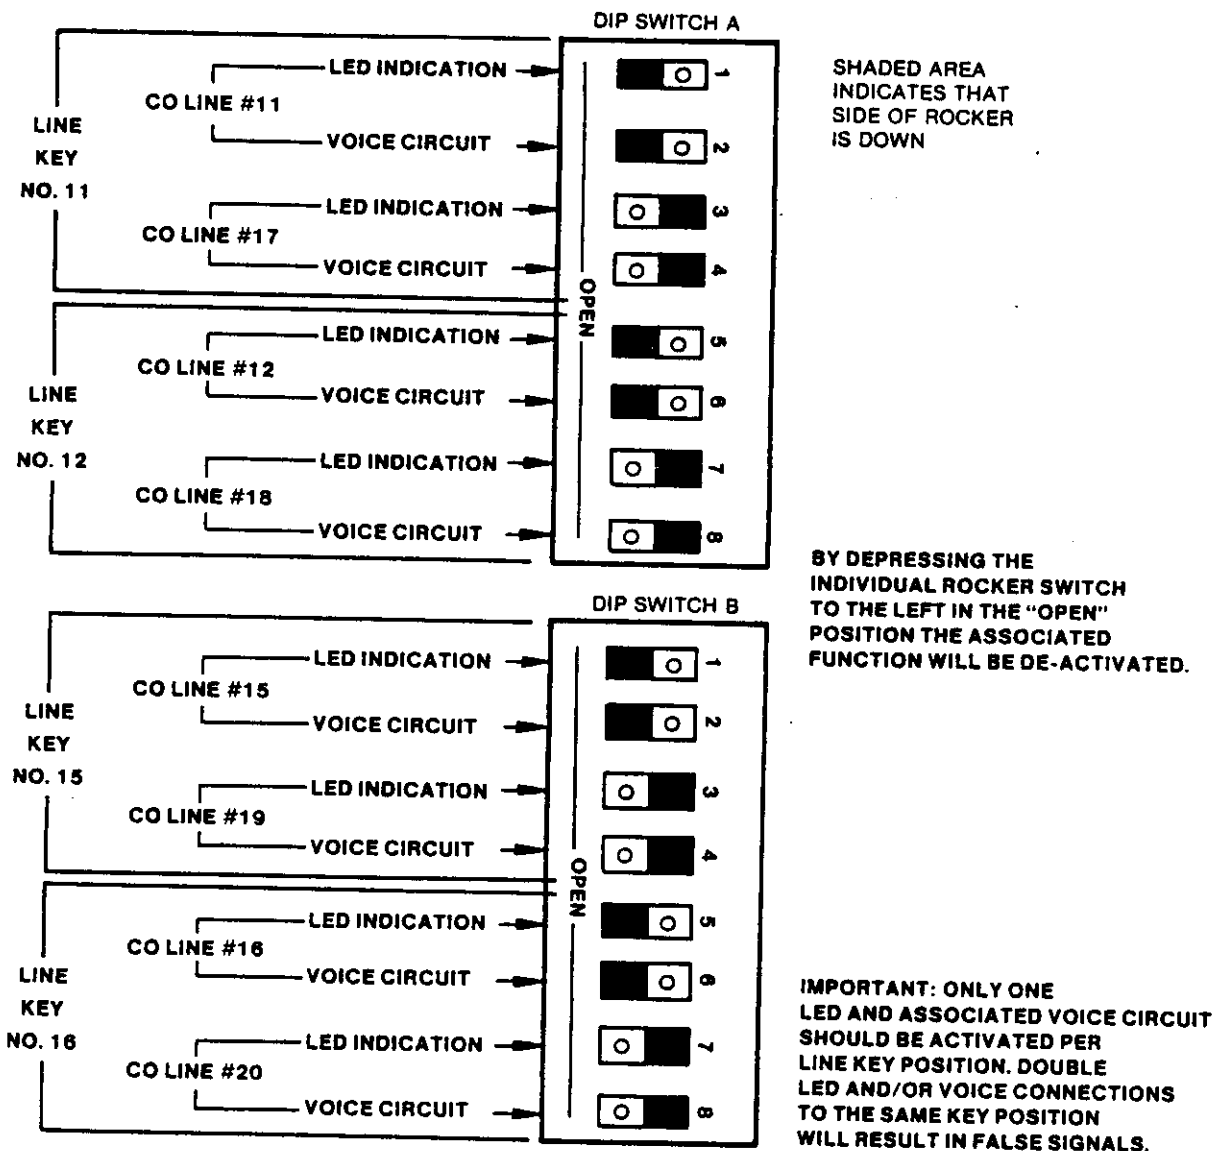 DIP SWITCH A
LED INDICATION
1
CO LINE #11
VOICE CIRCUIT
2
LINE
KEY
NO. 11
LED INDICATION
3
CO LINE #17
VOICE CIRCUIT
4
OPEN
LED INDICATION
5
CO LINE #12
VOICE CIRCUIT
6
LINE
KEY
NO. 12
LED INDICATION
7
CO LINE #18
VOICE CIRCUIT
8
SHADED AREA
INDICATES THAT
SIDE OF ROCKER
IS DOWN
BY DEPRESSING THE
INDIVIDUAL ROCKER SWITCH
TO THE LEFT IN THE “OPEN”
POSITION THE ASSOCIATED
FUNCTION WILL BE DE-ACTIVATED.
DIP SWITCH B
LED INDICATION
1
CO LINE #15
VOICE CIRCUIT
2
LINE
KEY
NO. 15
LED INDICATION
3
CO LINE #19
VOICE CIRCUIT
4
OPEN
LED INDICATION
5
CO LINE #16
VOICE CIRCUIT
6
LINE
KEY
NO. 16
LED INDICATION
7
CO LINE #20
VOICE CIRCUIT
8
IMPORTANT: ONLY ONE
LED AND ASSOCIATED VOICE CIRCUIT
SHOULD BE ACTIVATED PER
LINE KEY POSITION. DOUBLE
LED AND/OR VOICE CONNECTIONS
TO THE SAME KEY POSITION
WILL RESULT IN FALSE SIGNALS.